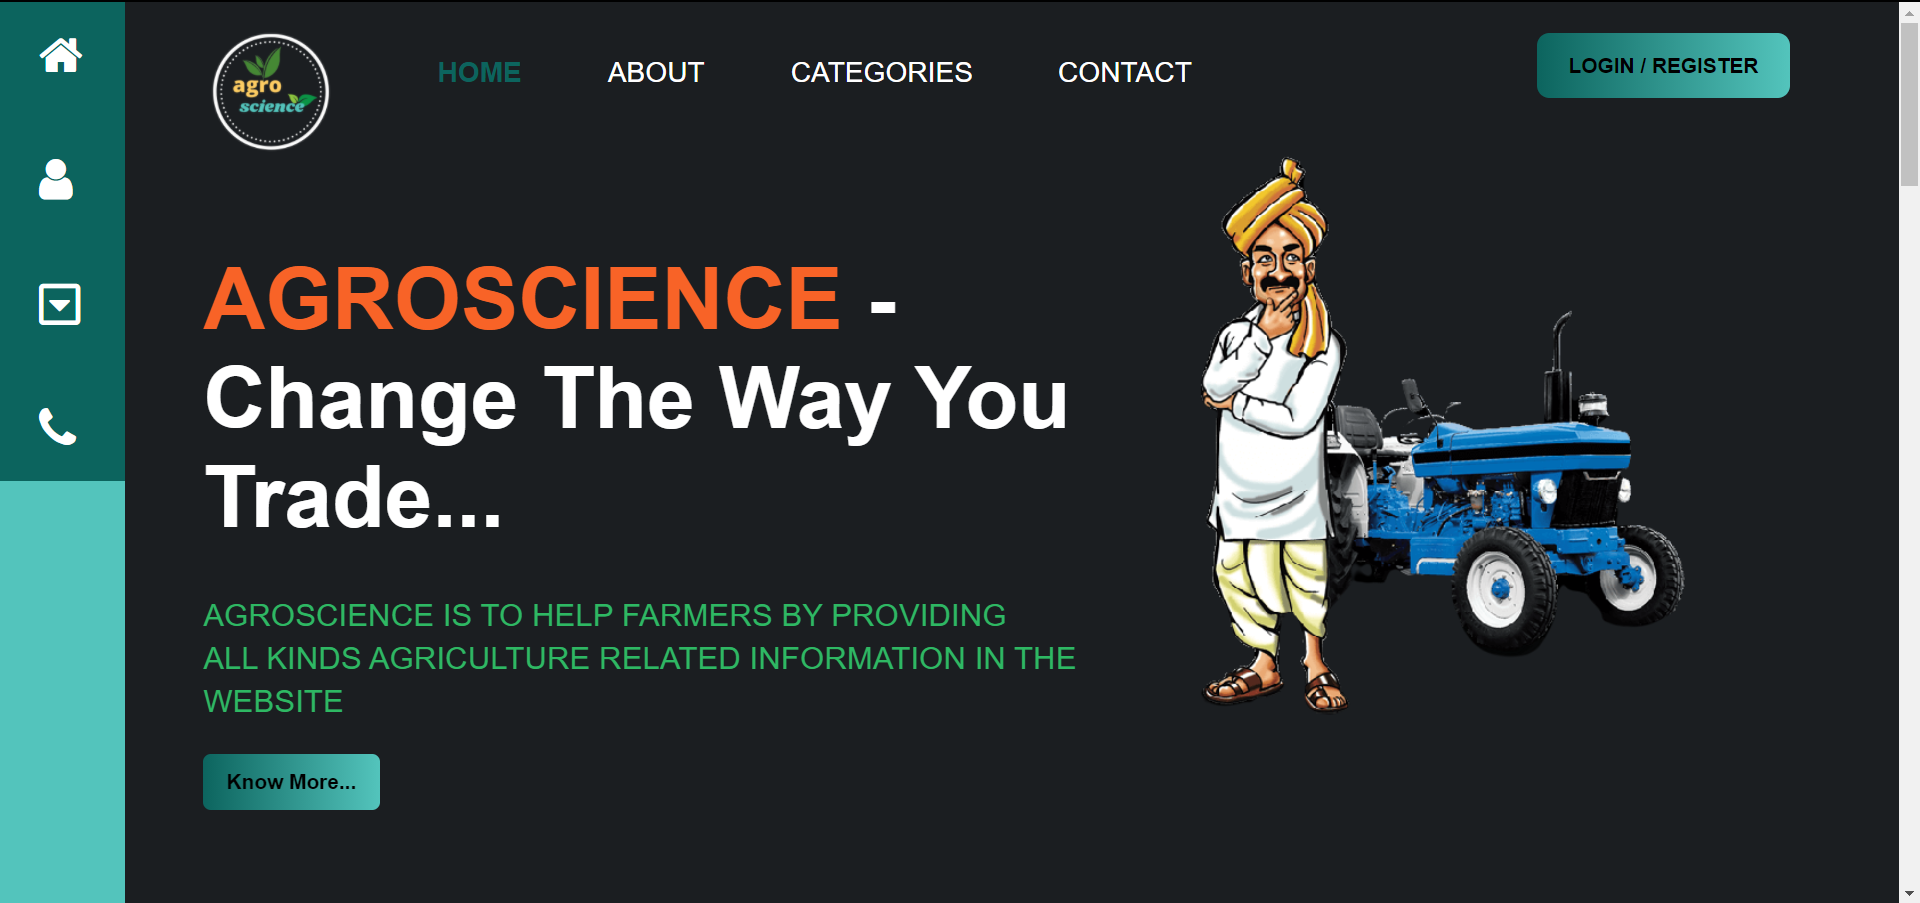 agro
science
HOME
ABOUT
CATEGORIES
CONTACT
LOGIN / REGISTER
AGROSCIENCE -
Change The Way You
Trade...
AGROSCIENCE IS TO HELP FARMERS BY PROVIDING
ALL KINDS AGRICULTURE RELATED INFORMATION IN THE
WEBSITE
Know More...